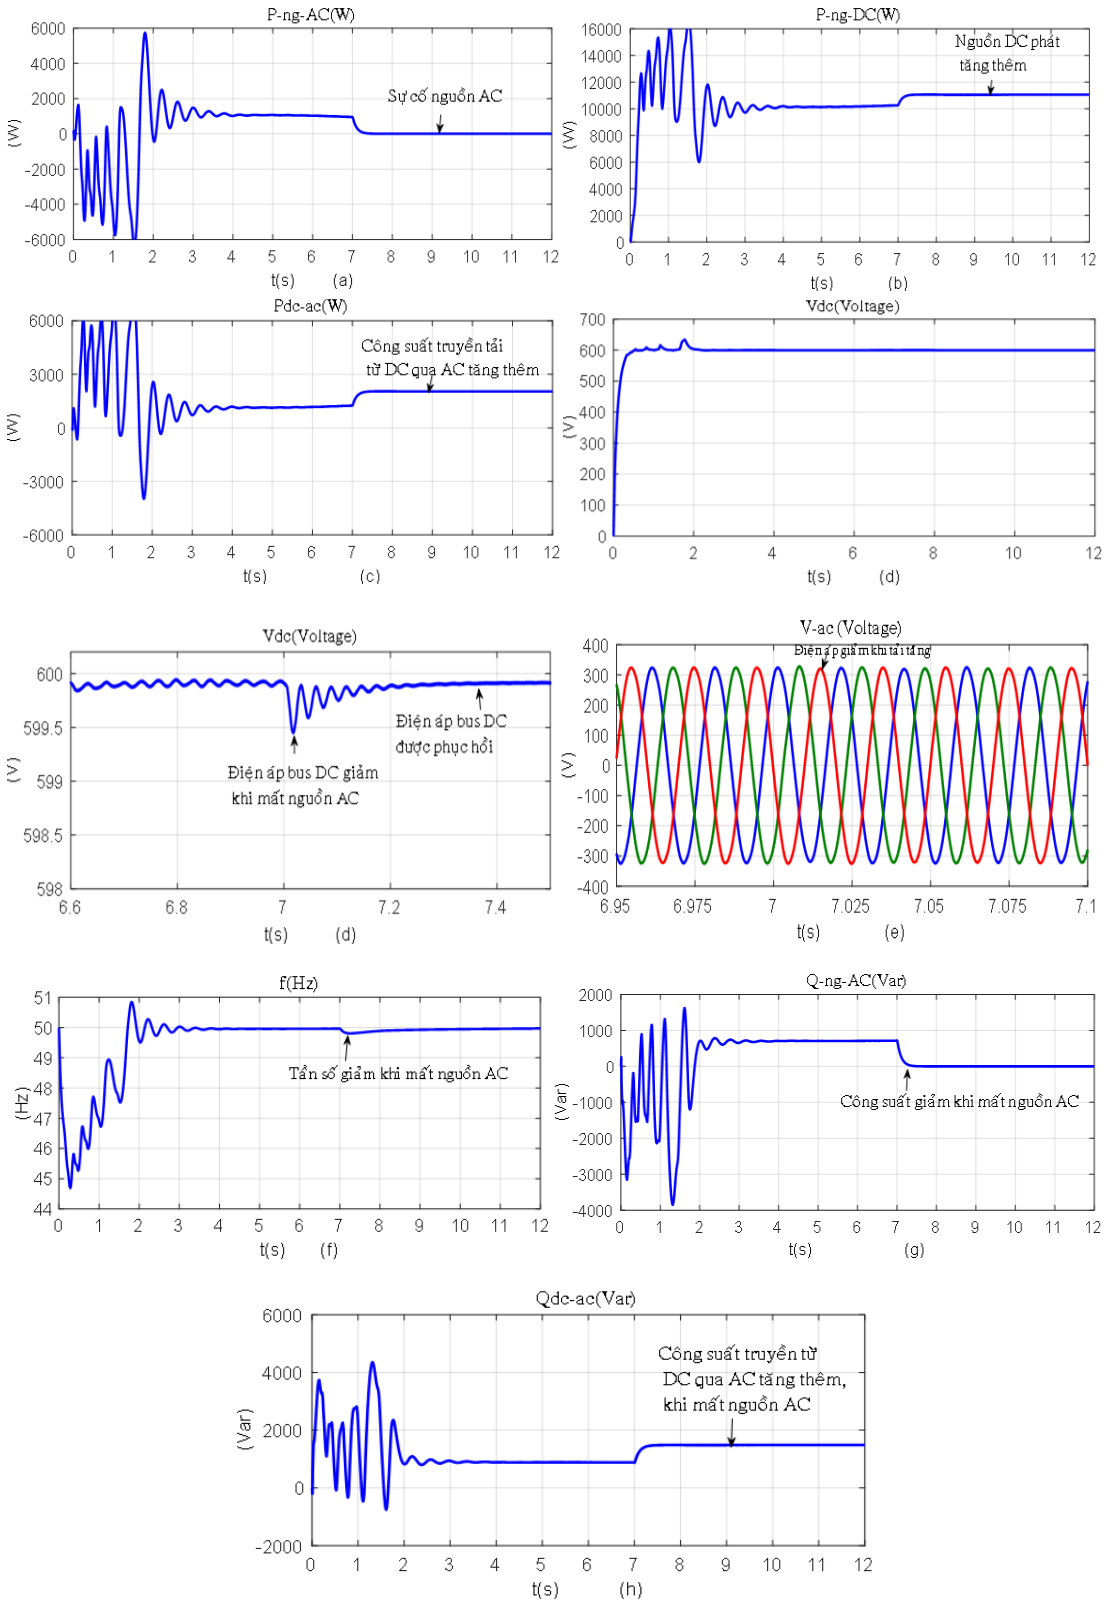 P-ng-AC(W)
6000
4000
2000
0
-2000
-4000
-6000
(W)
Sự cố nguồn AC
0 1 2 3 4 5 6 7 8 9 10 11 12
t(s) (a)
P-ng-DC(W)
16000
14000
12000
10000
8000
6000
4000
2000
0
(W)
Nguồn DC phát
tăng thêm
0 1 2 3 4 5 6 7 8 9 10 11 12
t(s) (b)
Pdc-ac(W)
6000
3000
0
-3000
-6000
(W)
Công suất truyền tải
từ DC qua AC tăng thêm
0 1 2 3 4 5 6 7 8 9 10 11 12
t(s) (c)
Vdc(Voltage)
700
600
500
400
300
200
100
0
(V)
0 2 4 6 8 10 12
t(s) (d)
Vdc(Voltage)
600
599.5
599
598.5
598
(V)
Điện áp bus DC
được phục hồi
Điện áp bus DC giảm
khi mất nguồn AC
6.6 6.8 7 7.2 7.4
t(s) (d)
V-ac (Voltage)
Điện áp giảm khi tải tăng
400
300
200
100
0
-100
-200
-300
-400
(V)
6.95 6.975 7 7.025 7.05 7.075 7.1
t(s) (e)
f(Hz)
51
50
49
48
47
46
45
44
(Hz)
Tần số giảm khi mất nguồn AC
0 1 2 3 4 5 6 7 8 9 10 11 12
t(s) (f)
Q-ng-AC(Var)
2000
1000
0
-1000
-2000
-3000
-4000
(Var)
Công suất giảm khi mất nguồn AC
0 1 2 3 4 5 6 7 8 9 10 11 12
t(s) (g)
Qdc-ac(Var)
6000
4000
2000
0
-2000
(Var)
Công suất truyền từ
DC qua AC tăng thêm,
khi mất nguồn AC
0 1 2 3 4 5 6 7 8 9 10 11 12
t(s) (h)